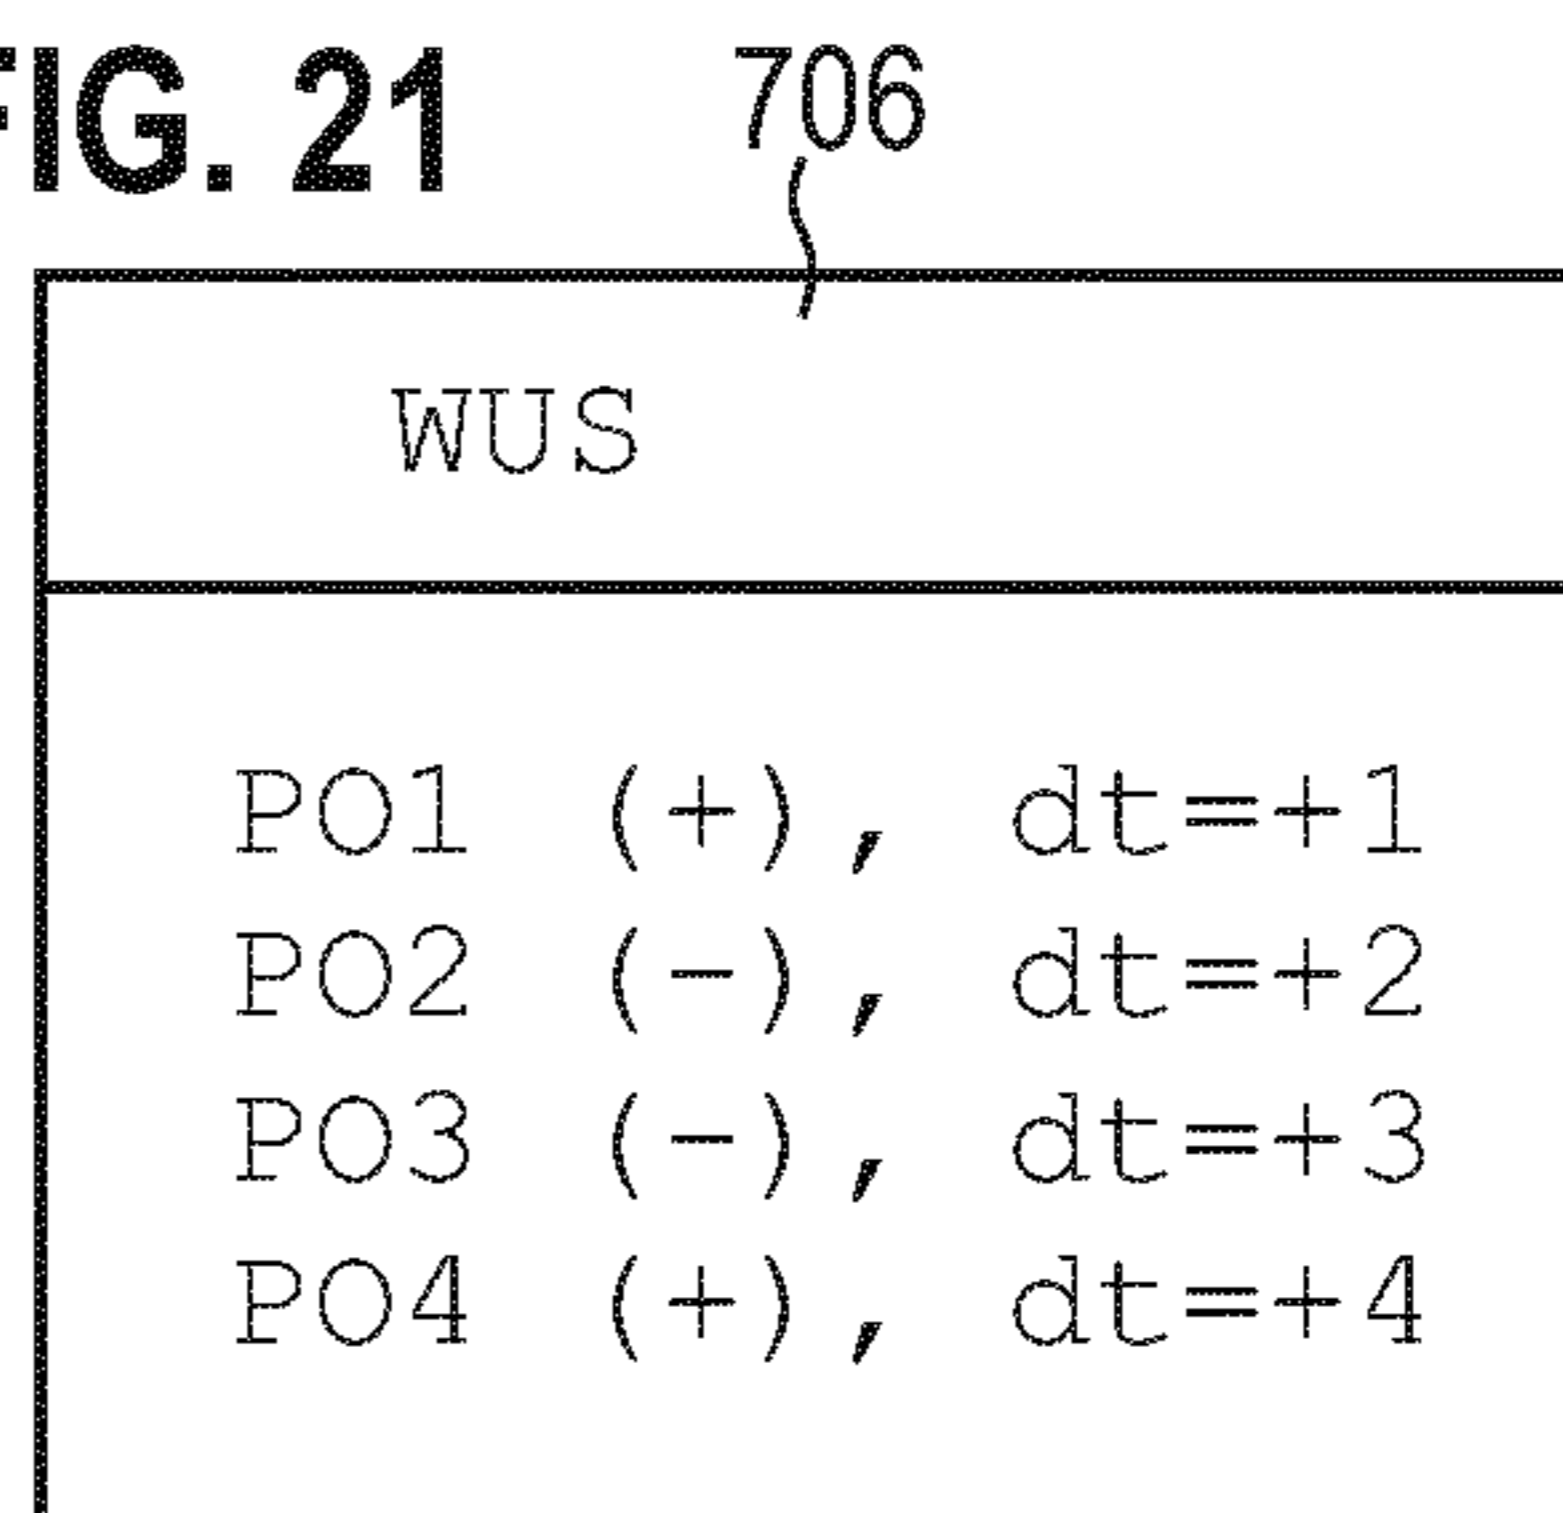 FIG. 21
706
WUS
PO1 (+), dt=+1
PO2 (-), dt=+2
PO3 (-), dt=+3
PO4 (+), dt=+4